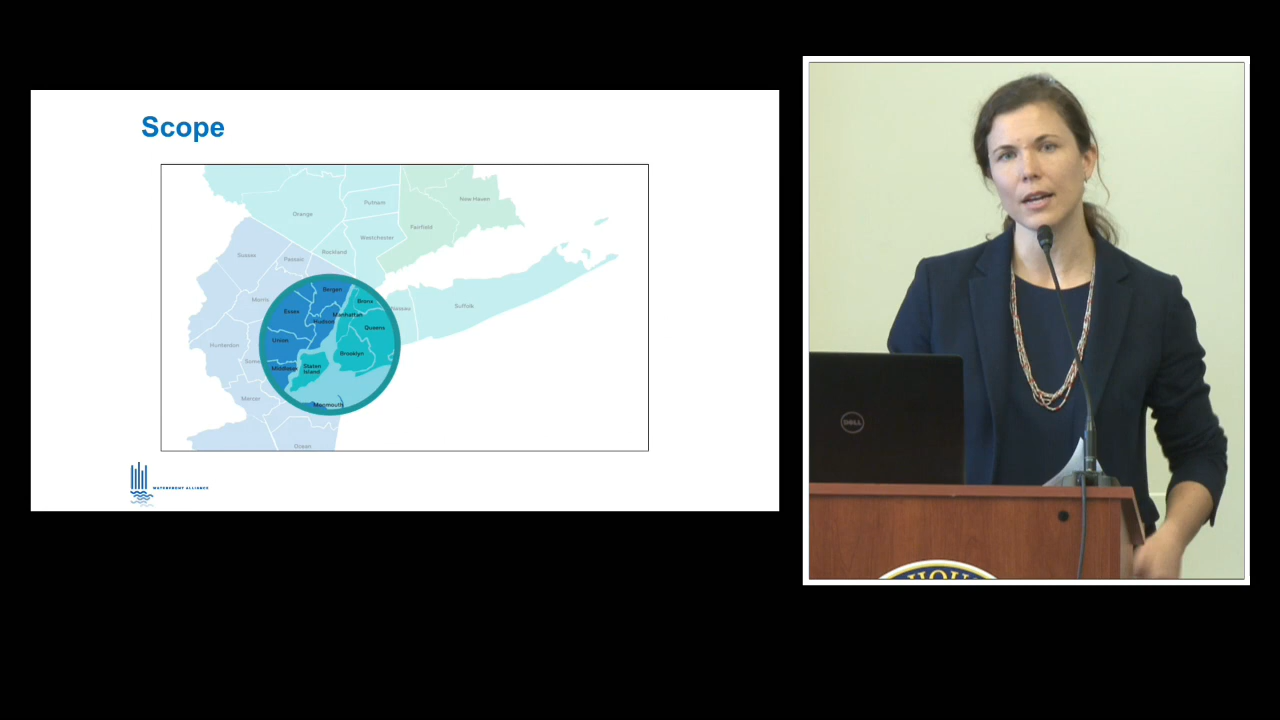 Scope
Putnam
New Haven
Orange
Fairfield
Westchester
Rockland
Sussex
Passaic
Bergen
Morris
Bronx
Suffolk
Essex
Manhattan
Hudson
Queens
Union
Hunterdon
Brooklyn
Staten
Island
Middlesex
Mercer
Monmouth
Ocean
WATERFRONT ALLIANCE
DELL